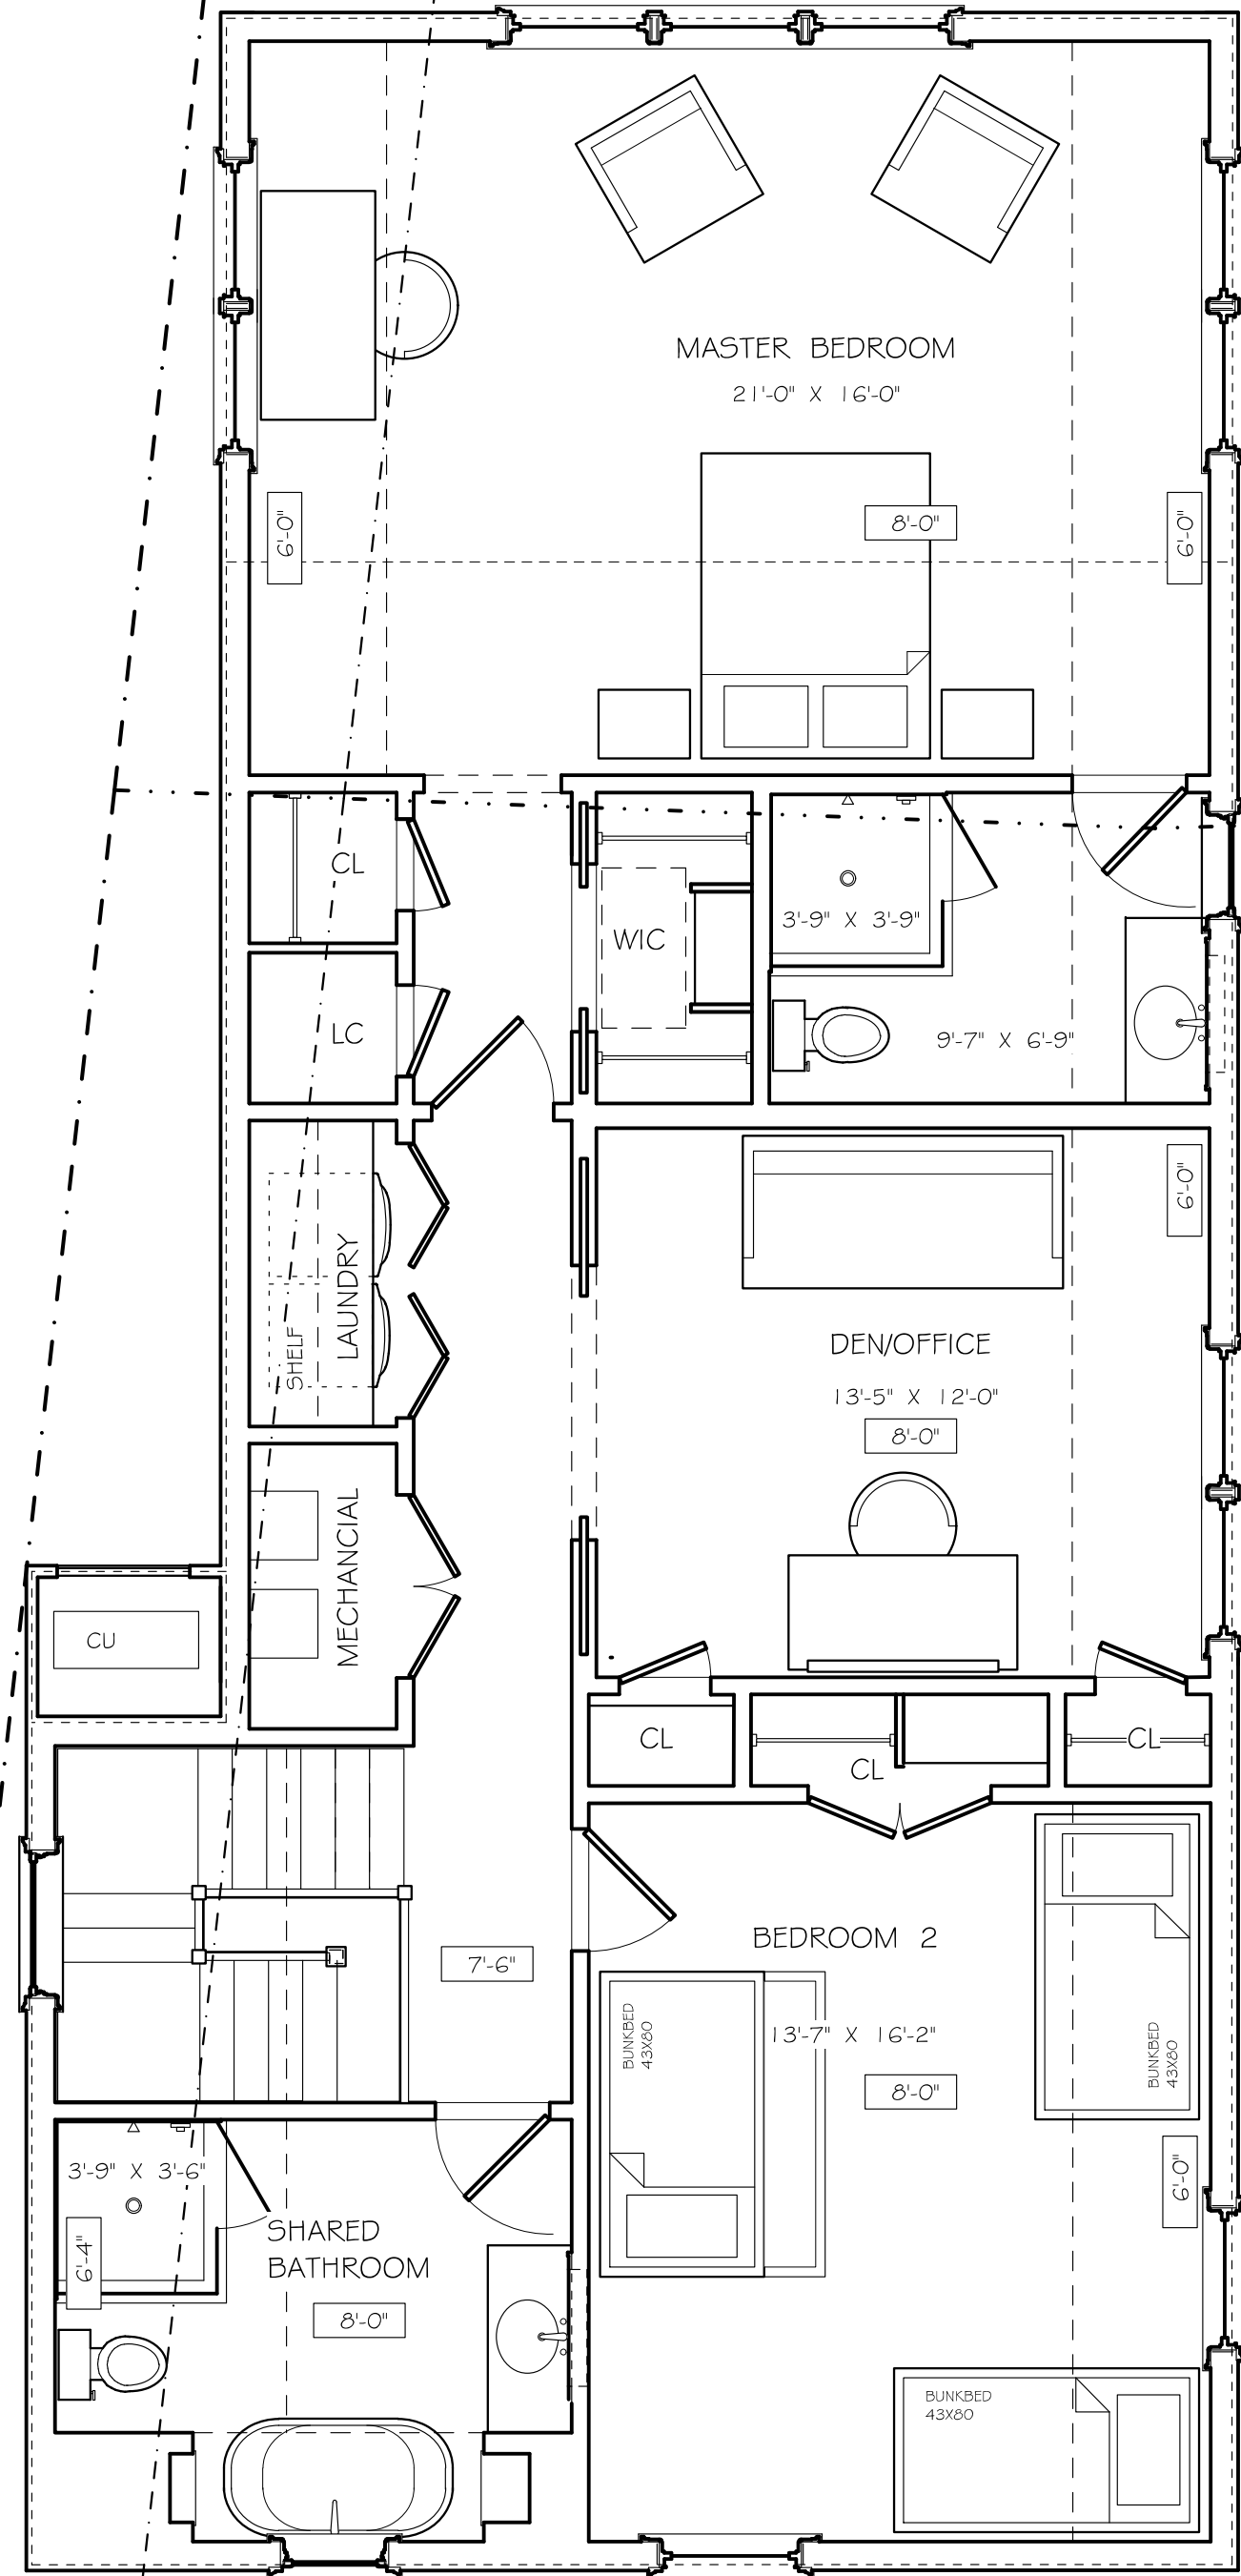 MASTER BEDROOM
21'-0" X 16'-0"
6'-0"
8'-0"
6'-0"
CL
WIC
3'-9" X 3'-9"
LC
9'-7" X 6'-9"
6'-0"
LAUNDRY
SHELF
DEN/OFFICE
13'-5" X 12'-0"
8'-0"
MECHANCIAL
CU
CL
CL
CL
BEDROOM 2
7'-6"
BUNKBED
43X80
13'-7" X 16'-2"
BUNKBED
43X80
8'-0"
3'-9" X 3'-6"
6'-0"
SHARED
BATHROOM
6'-4"
8'-0"
BUNKBED
43X80